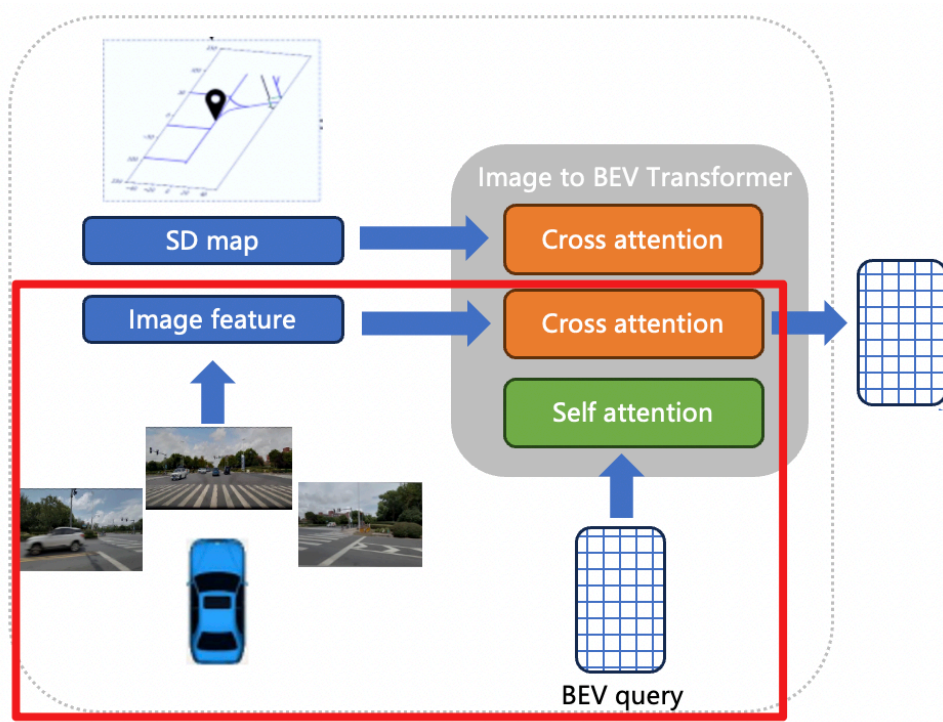 Image to BEV Transformer
SD map
Cross attention
Image feature
Cross attention
Self attention
BEV query